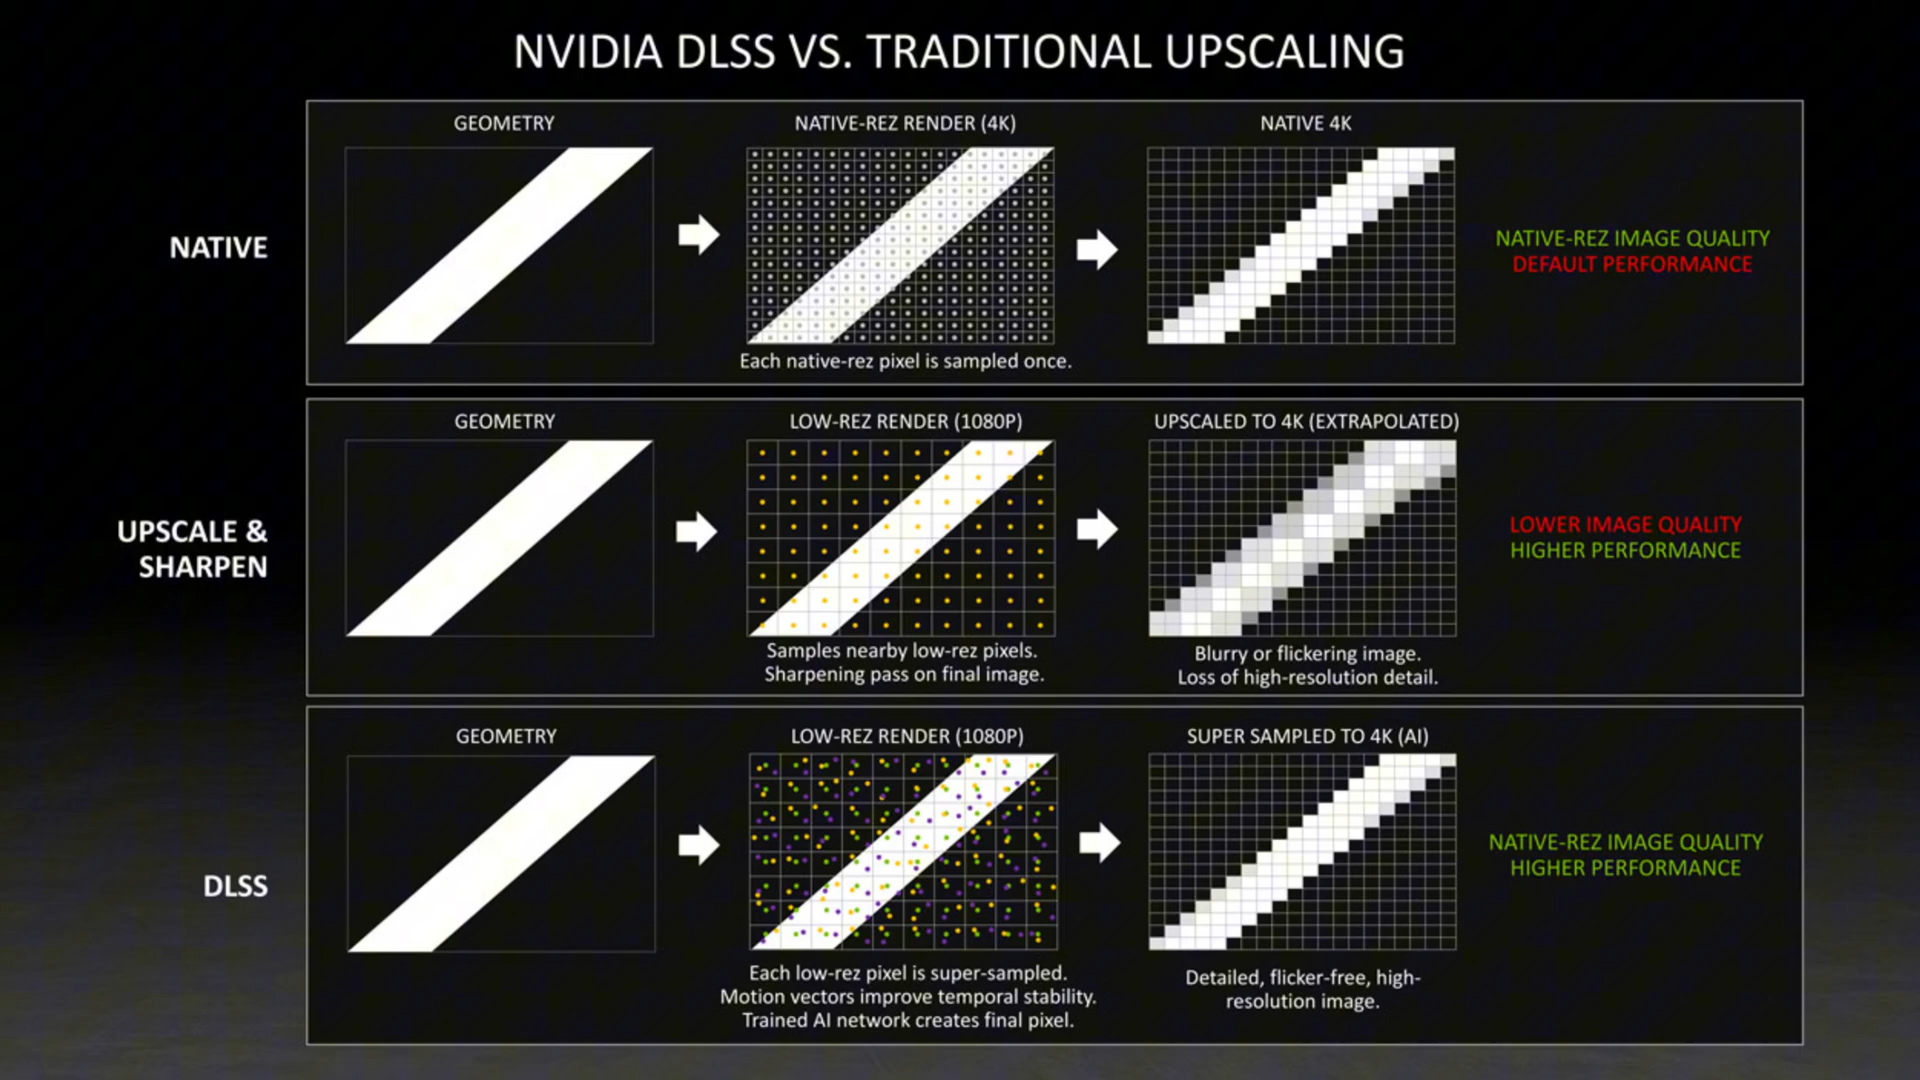 NVIDIA DLSS VS. TRADITIONAL UPSCALING
NATIVE
GEOMETRY
NATIVE-REZ RENDER (4K)
Each native-rez pixel is sampled once.
NATIVE 4K
NATIVE-REZ IMAGE QUALITY
DEFAULT PERFORMANCE
UPSCALE &
SHARPEN
GEOMETRY
LOW-REZ RENDER (1080P)
Samples nearby low-rez pixels.
Sharpening pass on final image.
UPSCALED TO 4K (EXTRAPOLATED)
Blurry or flickering image.
Loss of high-resolution detail.
LOWER IMAGE QUALITY
HIGHER PERFORMANCE
DLSS
GEOMETRY
LOW-REZ RENDER (1080P)
Each low-rez pixel is super-sampled.
Motion vectors improve temporal stability.
Trained AI network creates final pixel.
SUPER SAMPLED TO 4K (AI)
Detailed, flicker-free, high-
resolution image.
NATIVE-REZ IMAGE QUALITY
HIGHER PERFORMANCE